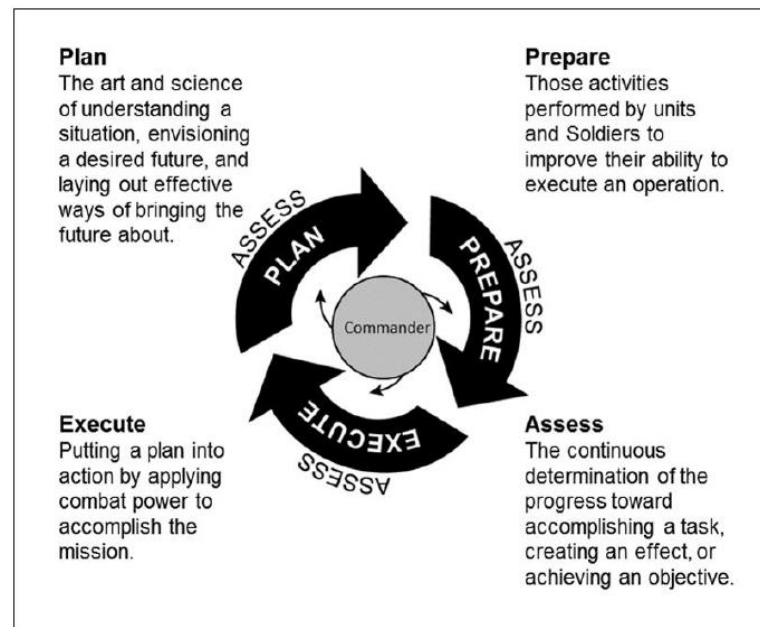 Plan
The art and science
of understanding a
situation, envisioning
a desired future, and
laying out effective
ways of bringing the
future about.
Prepare
Those activities
performed by units
and Soldiers to
improve their ability to
execute an operation.
ASSESS
PLAN
ASSESS
PREPARE
Commander
EXECUTE
ASSESS
Execute
Putting a plan into
action by applying
combat power to
accomplish the
mission.
Assess
The continuous
determination of the
progress toward
accomplishing a task,
creating an effect, or
achieving an objective.